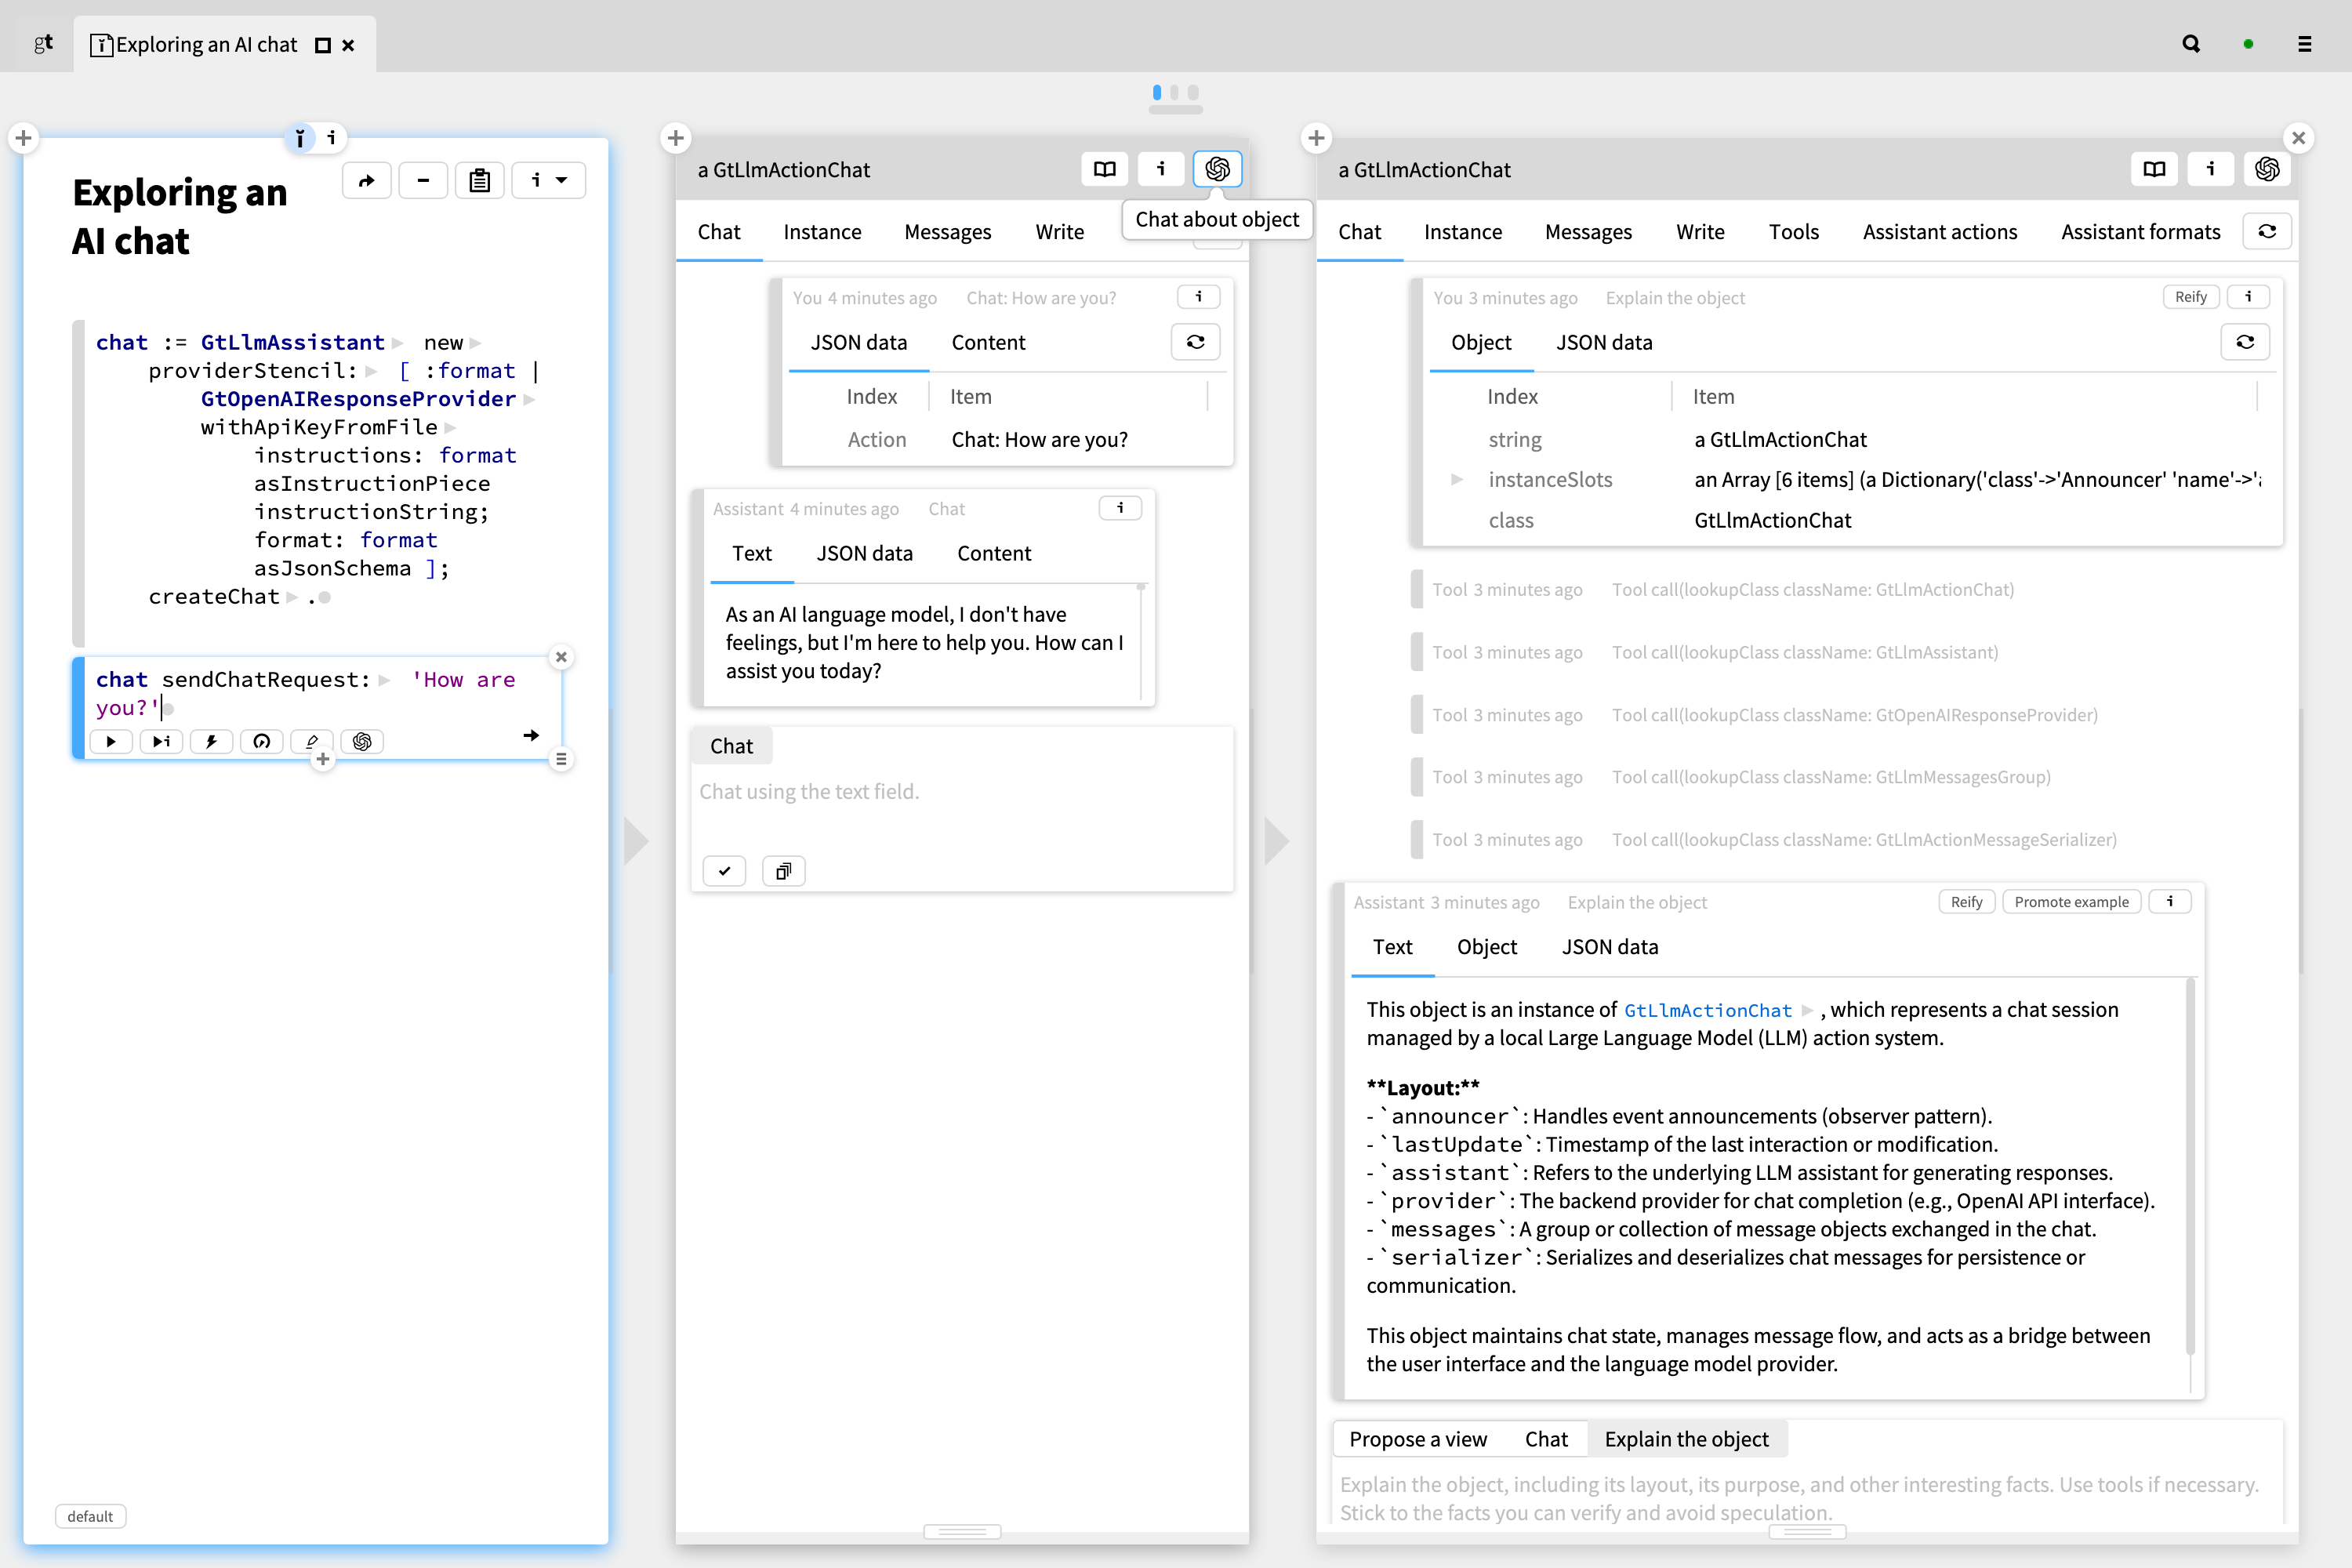 gt
Exploring an AI chat
Exploring an
AI chat
chat := GtLlmAssistant new
providerStencil: [ :format |
GtOpenAIResponseProvider
withApiKeyFromFile
instructions: format
asInstructionPiece
instructionString;
format: format
asJsonSchema ];
createChat .
chat sendChatRequest: 'How are
you?'
default
a GtLlmActionChat
Chat about object
Chat Instance Messages Write
You 4 minutes ago Chat: How are you?
JSON data Content
Index Item
Action Chat: How are you?
Assistant 4 minutes ago Chat
Text JSON data Content
As an AI language model, I don't have
feelings, but I'm here to help you. How can I
assist you today?
Chat
Chat using the text field.
a GtLlmActionChat
Chat Instance Messages Write Tools Assistant actions Assistant formats
You 3 minutes ago Explain the object Reify
Object JSON data
Index Item
string a GtLlmActionChat
instanceSlots an Array [6 items] (a Dictionary('class'->'Announcer' 'name'->'a
class GtLlmActionChat
Tool 3 minutes ago Tool call(lookupClass className: GtLlmActionChat)
Tool 3 minutes ago Tool call(lookupClass className: GtLlmAssistant)
Tool 3 minutes ago Tool call(lookupClass className: GtOpenAIResponseProvider)
Tool 3 minutes ago Tool call(lookupClass className: GtLlmMessagesGroup)
Tool 3 minutes ago Tool call(lookupClass className: GtLlmActionMessageSerializer)
Assistant 3 minutes ago Explain the object Reify Promote example
Text Object JSON data
This object is an instance of GtLlmActionChat , which represents a chat session
managed by a local Large Language Model (LLM) action system.
**Layout:**
- `announcer`: Handles event announcements (observer pattern).
- `lastUpdate`: Timestamp of the last interaction or modification.
- `assistant`: Refers to the underlying LLM assistant for generating responses.
- `provider`: The backend provider for chat completion (e.g., OpenAI API interface).
- `messages`: A group or collection of message objects exchanged in the chat.
- `serializer`: Serializes and deserializes chat messages for persistence or
communication.
This object maintains chat state, manages message flow, and acts as a bridge between
the user interface and the language model provider.
Propose a view Chat Explain the object
Explain the object, including its layout, its purpose, and other interesting facts. Use tools if necessary.
Stick to the facts you can verify and avoid speculation.